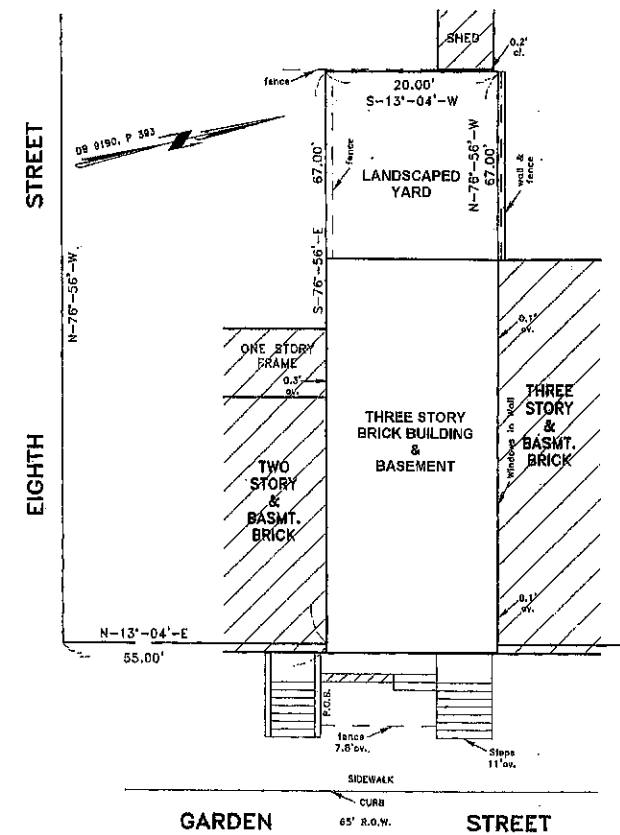 SHED
0.2'
cl.
fence
20.00'
S-13°-04'-W
DB 9190, P 393
STREET
67.00'
fence
LANDSCAPED
YARD
N-76°-56'-W
67.00'
wall &
fence
S-76°-56'-E
N-76°-56'-W
ONE STORY
FRAME
0.3'
ov.
0.1'
ov.
THREE STORY
BRICK BUILDING
&
BASEMENT
Windows in Wall
THREE
STORY
&
BASMT.
BRICK
EIGHTH
TWO
STORY
&
BASMT.
BRICK
0.1'
ov.
N-13°-04'-E
55.00'
P.O.B.
fence
7.8'ov.
Steps
11'ov.
SIDEWALK
CURB
GARDEN 65' R.O.W. STREET